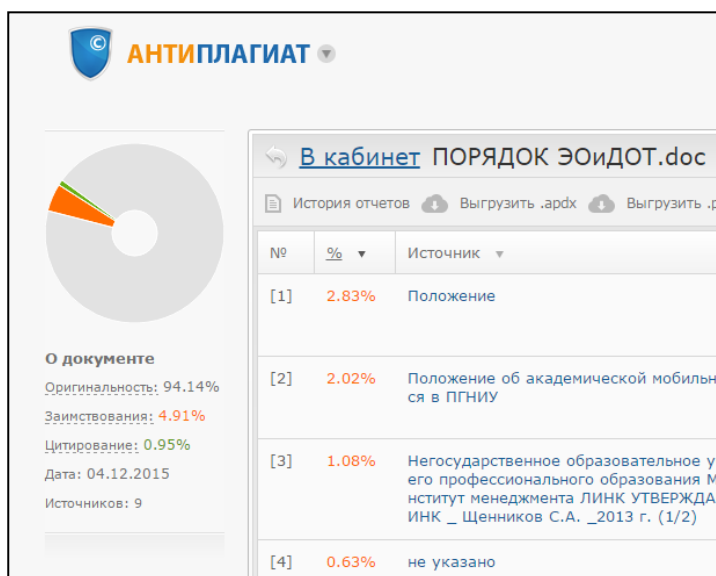 ©
АНТИПЛАГИАТ
В кабинет ПОРЯДОК ЭОиДОТ.doc
История отчетов Выгрузить .apdx Выгрузить
№ % Источник
[1] 2.83% Положение
[2] 2.02% Положение об академической
ся в ПГНИУ
[3] 1.08% Негосударственное образовательное
его профессионального образования
нститут менеджмента ЛИНК
ИНК _ Щенников С.А. _2013 г. (1/2)
[4] 0.63% не указано
О документе
Оригинальность: 94.14%
Заимствования: 4.91%
Цитирование: 0.95%
Дата: 04.12.2015
Источников: 9